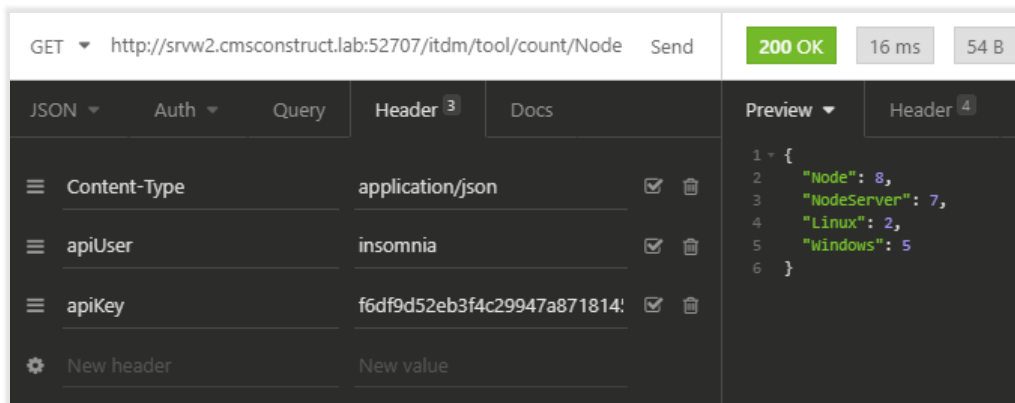 GET http://srvw2.cmsconstruct.lab:52707/itdm/tool/count/Node Send 200 OK 16 ms 54 B
JSON Auth Query Header 3 Docs Preview Header 4
Content-Type application/json
apiUser insomnia
apiKey f6df9d52eb3f4c29947a871814
New header New value
1 {
2 "Node": 8,
3 "NodeServer": 7,
4 "Linux": 2,
5 "Windows": 5
6 }